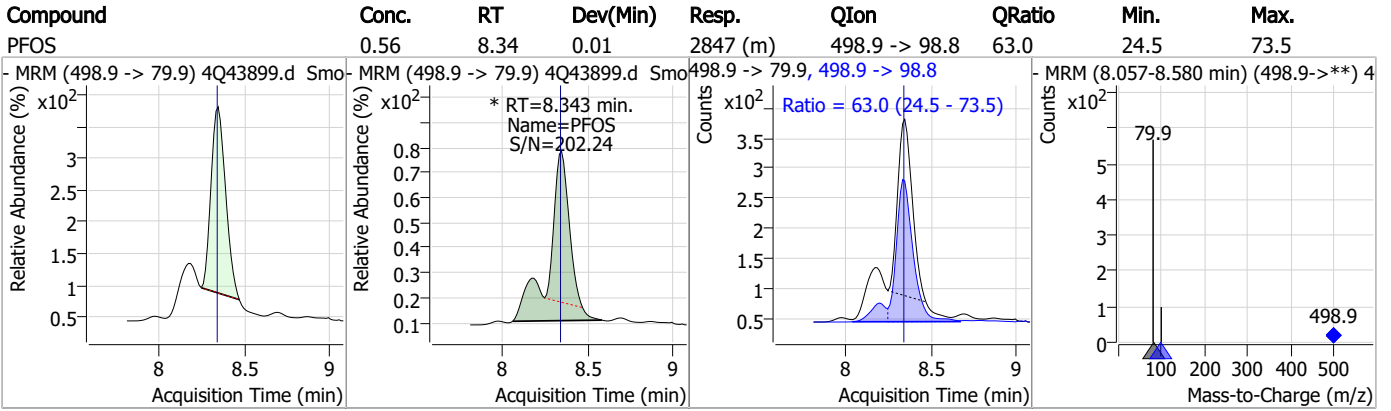 Compound Conc. RT Dev(Min) Resp. QIon QRatio Min. Max.
PFOS 0.56 8.34 0.01 2847 (m) 498.9 -> 98.8 63.0 24.5 73.5
- MRM (498.9 -> 79.9) 4Q43899.d Smo
Relative Abundance (%)
x10²
3
2.5
2
1.5
1
0.5
8 8.5 9
Acquisition Time (min)
- MRM (498.9 -> 79.9) 4Q43899.d Smo
Relative Abundance (%)
x10²
* RT=8.343 min.
Name=PFOS
S/N=202.24
0.8
0.7
0.6
0.5
0.4
0.3
0.2
0.1
8 8.5 9
Acquisition Time (min)
498.9 -> 79.9, 498.9 -> 98.8
Counts
x10²
Ratio = 63.0 (24.5 - 73.5)
3.5
3
2.5
2
1.5
1
0.5
8 8.5 9
Acquisition Time (min)
- MRM (8.057-8.580 min) (498.9->**) 4
Counts
x10²
79.9
5
4
3
2
1
0
498.9
100 200 300 400 500
Mass-to-Charge (m/z)